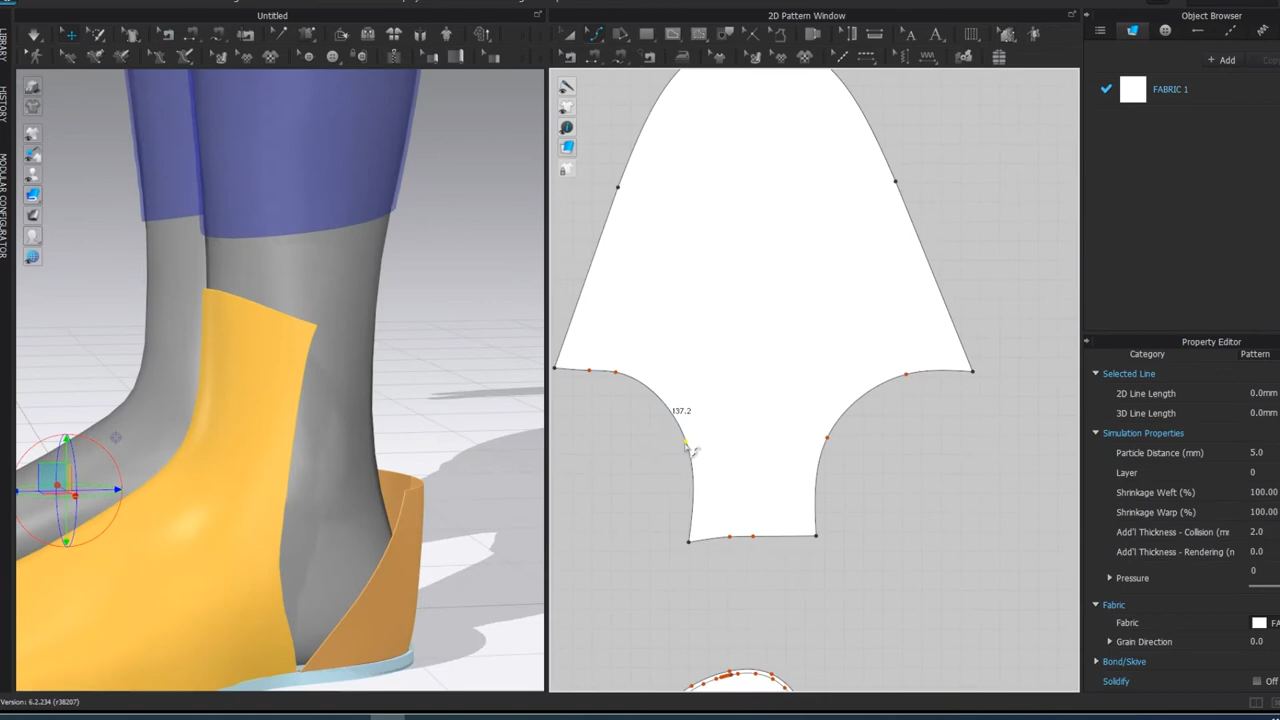 Untitled
2D Pattern Window
Object Browser
LIBRARY
HISTORY
MODULAR CONFIGURATOR
+ Add
FABRIC 1
137.2
Property Editor
Category Pattern
Selected Line
2D Line Length 0.0mm
3D Line Length 0.0mm
Simulation Properties
Particle Distance (mm) 5.0
Layer 0
Shrinkage Weft (%) 100.00
Shrinkage Warp (%) 100.00
Add'l Thickness - Collision (mr 2.0
Add'l Thickness - Rendering (n 0.0
Pressure 0
Fabric
Fabric FA
Grain Direction 0.0
Bond/Skive
Solidify Off
Version: 6.2.234 (r38207)